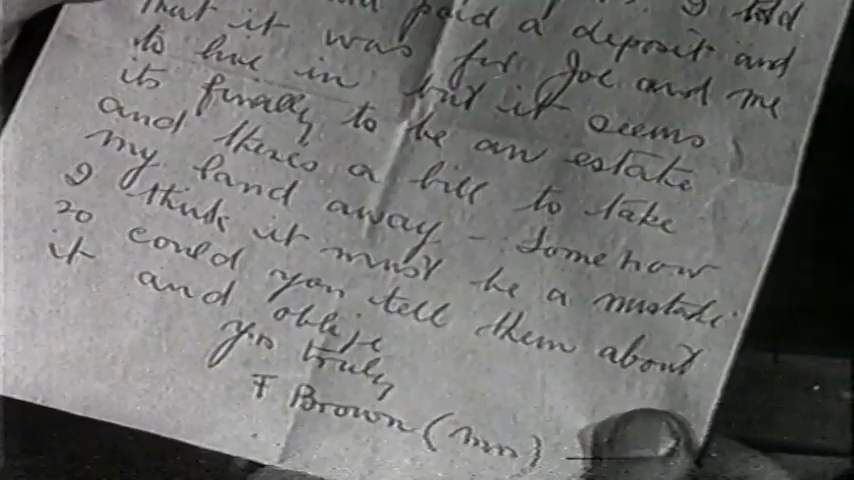 paid a deposit and
that it was for Joe and me
to live in but it seems
its finally to be an estate
and theres a bill to take
my land away - Somehow
I think it must be a mistake
so could you tell them about
it and oblige
yrs truly
F Brown (mrs)